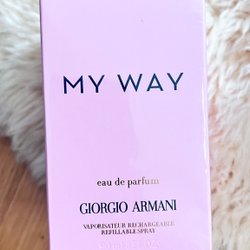 MY WAY
eau de parfum
GIORGIO ARMANI
VAPORISATEUR RECHARGEABLE
REFILLABLE SPRAY